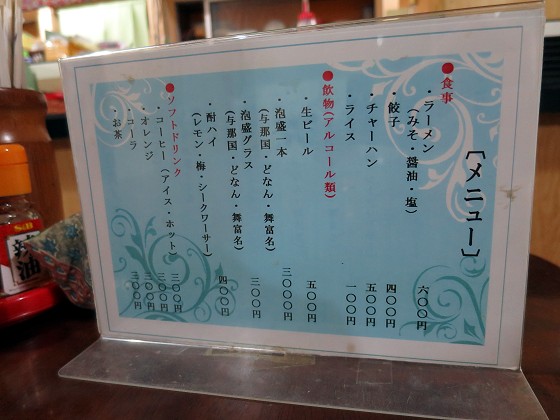 ［メニュー］
●食事
・ラーメン 六〇〇円
（みそ・醤油・塩）
・餃子 四〇〇円
・チャーハン 五〇〇円
・ライス 一〇〇円
●飲物（アルコール類）
・生ビール 五〇〇円
・泡盛一本 三〇〇〇円
（与那国・どなん・舞富名）
・泡盛グラス 三〇〇円
（与那国・どなん・舞富名）
・酎ハイ 四〇〇円
（レモン・梅・シークワーサー）
●ソフトドリンク
・コーヒー（アイス・ホット） 三〇〇円
・オレンジ 三〇〇円
・コーラ 三〇〇円
・お茶 三〇〇円
S&B
辣油